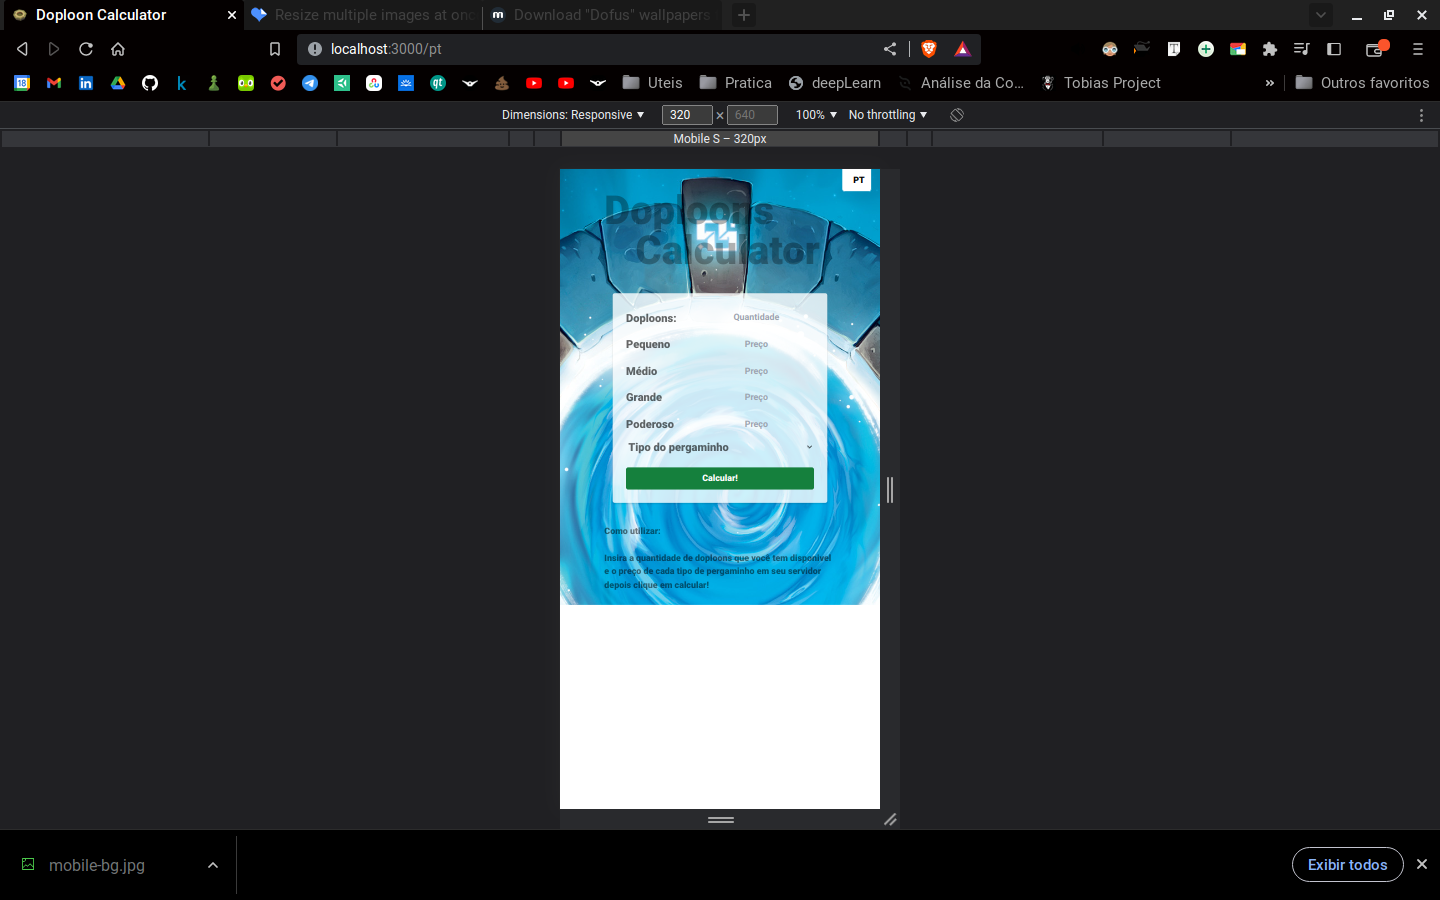 Doploon Calculator
Resize multiple images at onc
Download "Dofus" wallpapers
localhost:3000/pt
Uteis
Pratica
deepLearn
Análise da Co...
Tobias Project
»
Outros favoritos
Dimensions: Responsive
320
×
640
100%
No throttling
Mobile S – 320px
PT
Doploons
Calculator
Doploons:
Quantidade
Pequeno
Preço
Médio
Preço
Grande
Preço
Poderoso
Preço
Tipo do pergaminho
Calcular!
Como utilizar:
Insira a quantidade de doploons que você tem disponível
e o preço de cada tipo de pergaminho em seu servidor
depois clique em calcular!
mobile-bg.jpg
Exibir todos